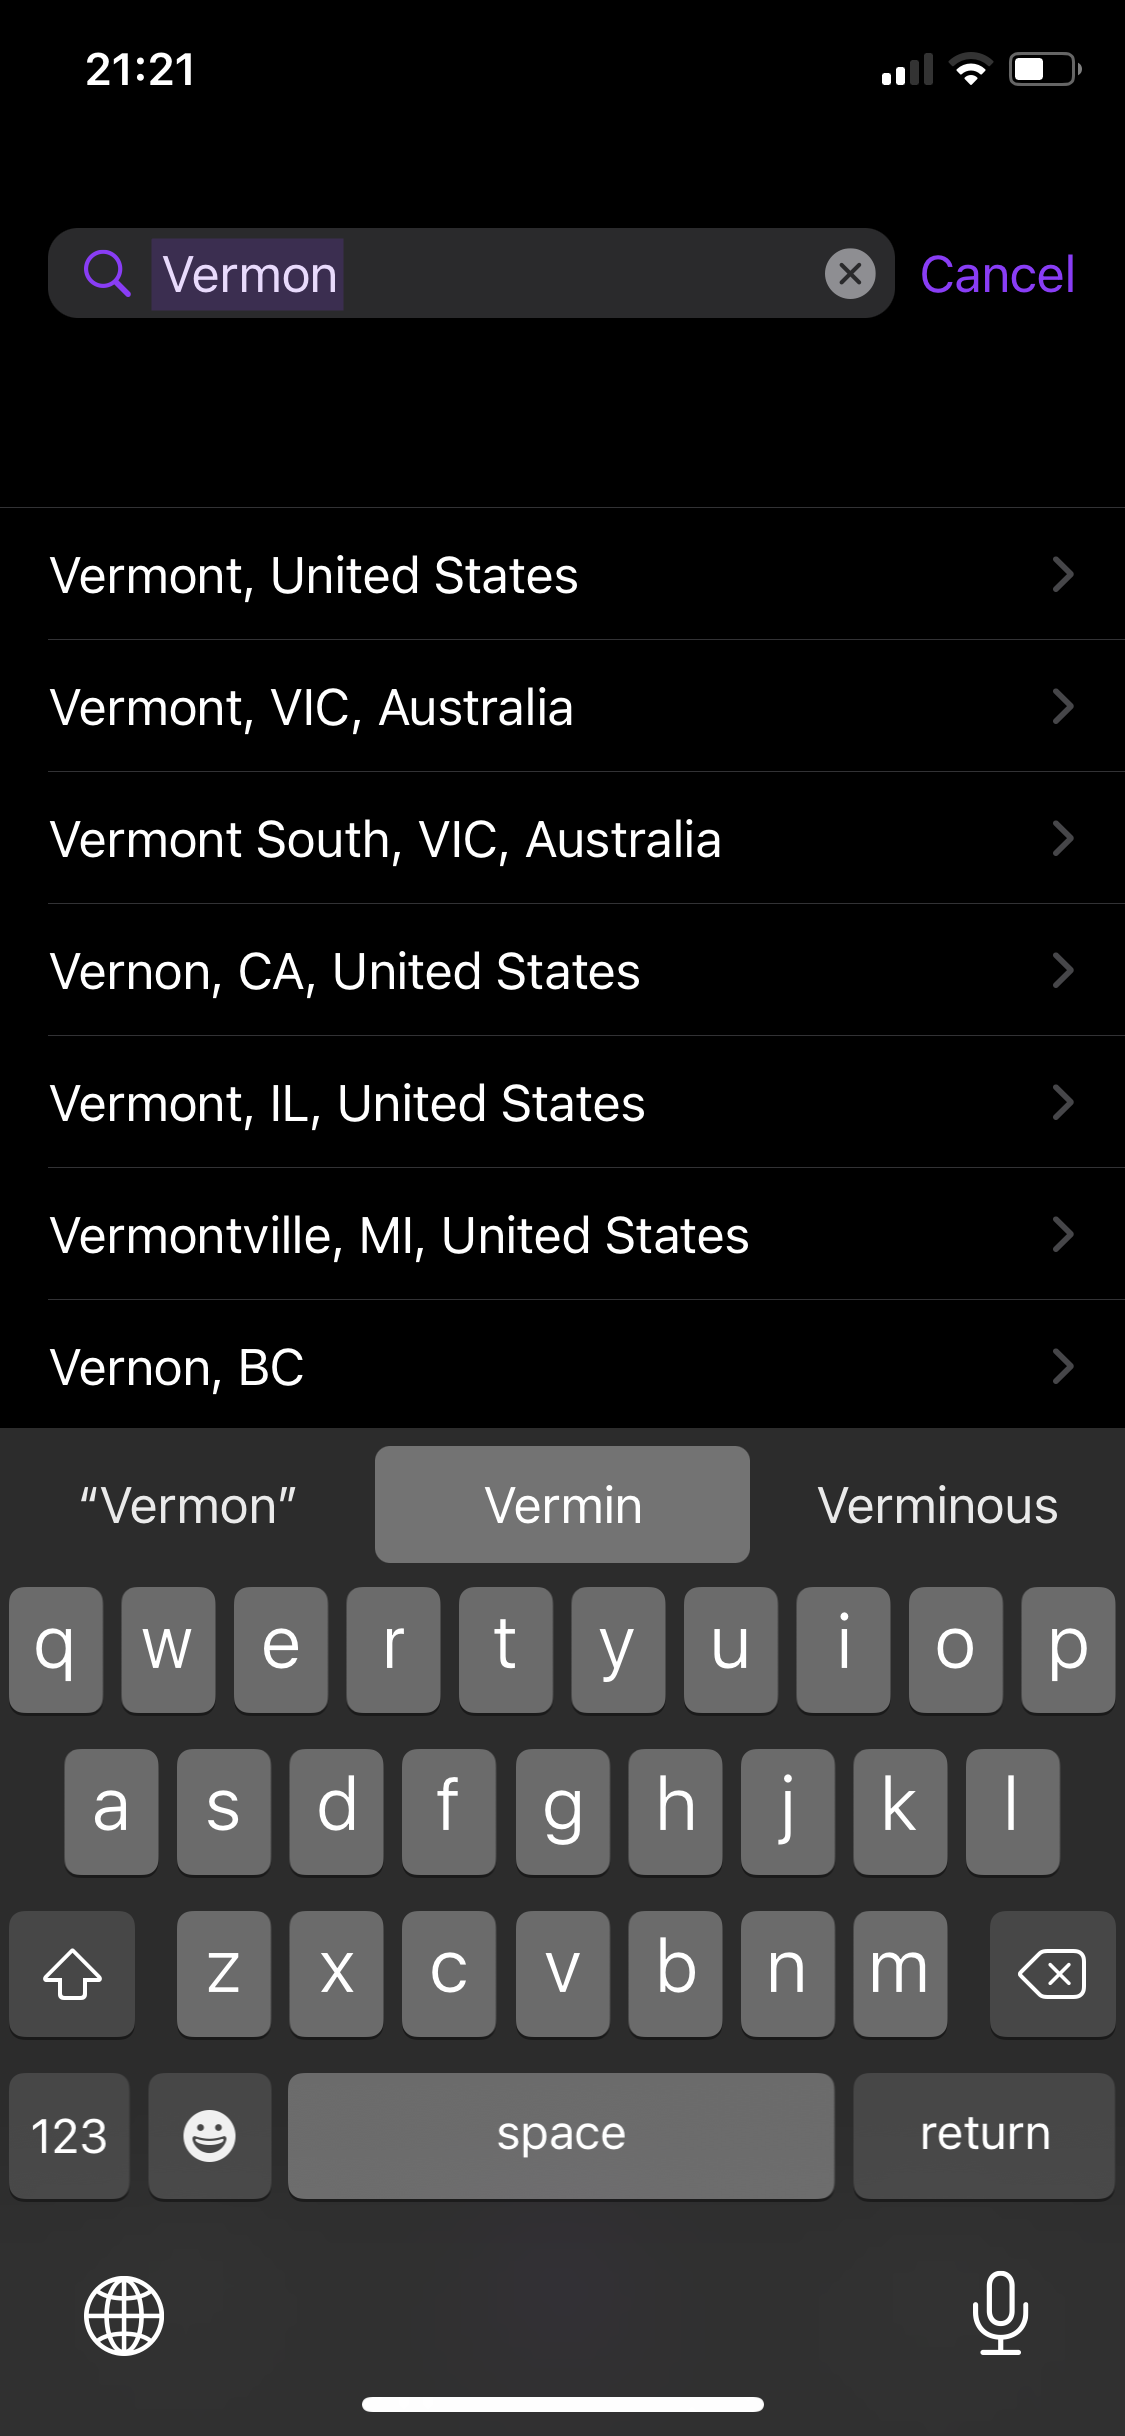 21:21
Vermon
Cancel
Vermont, United States
Vermont, VIC, Australia
Vermont South, VIC, Australia
Vernon, CA, United States
Vermont, IL, United States
Vermontville, MI, United States
Vernon, BC
“Vermon” Vermin Verminous
q w e r t y u i o p
a s d f g h j k l
z x c v b n m
123 space return